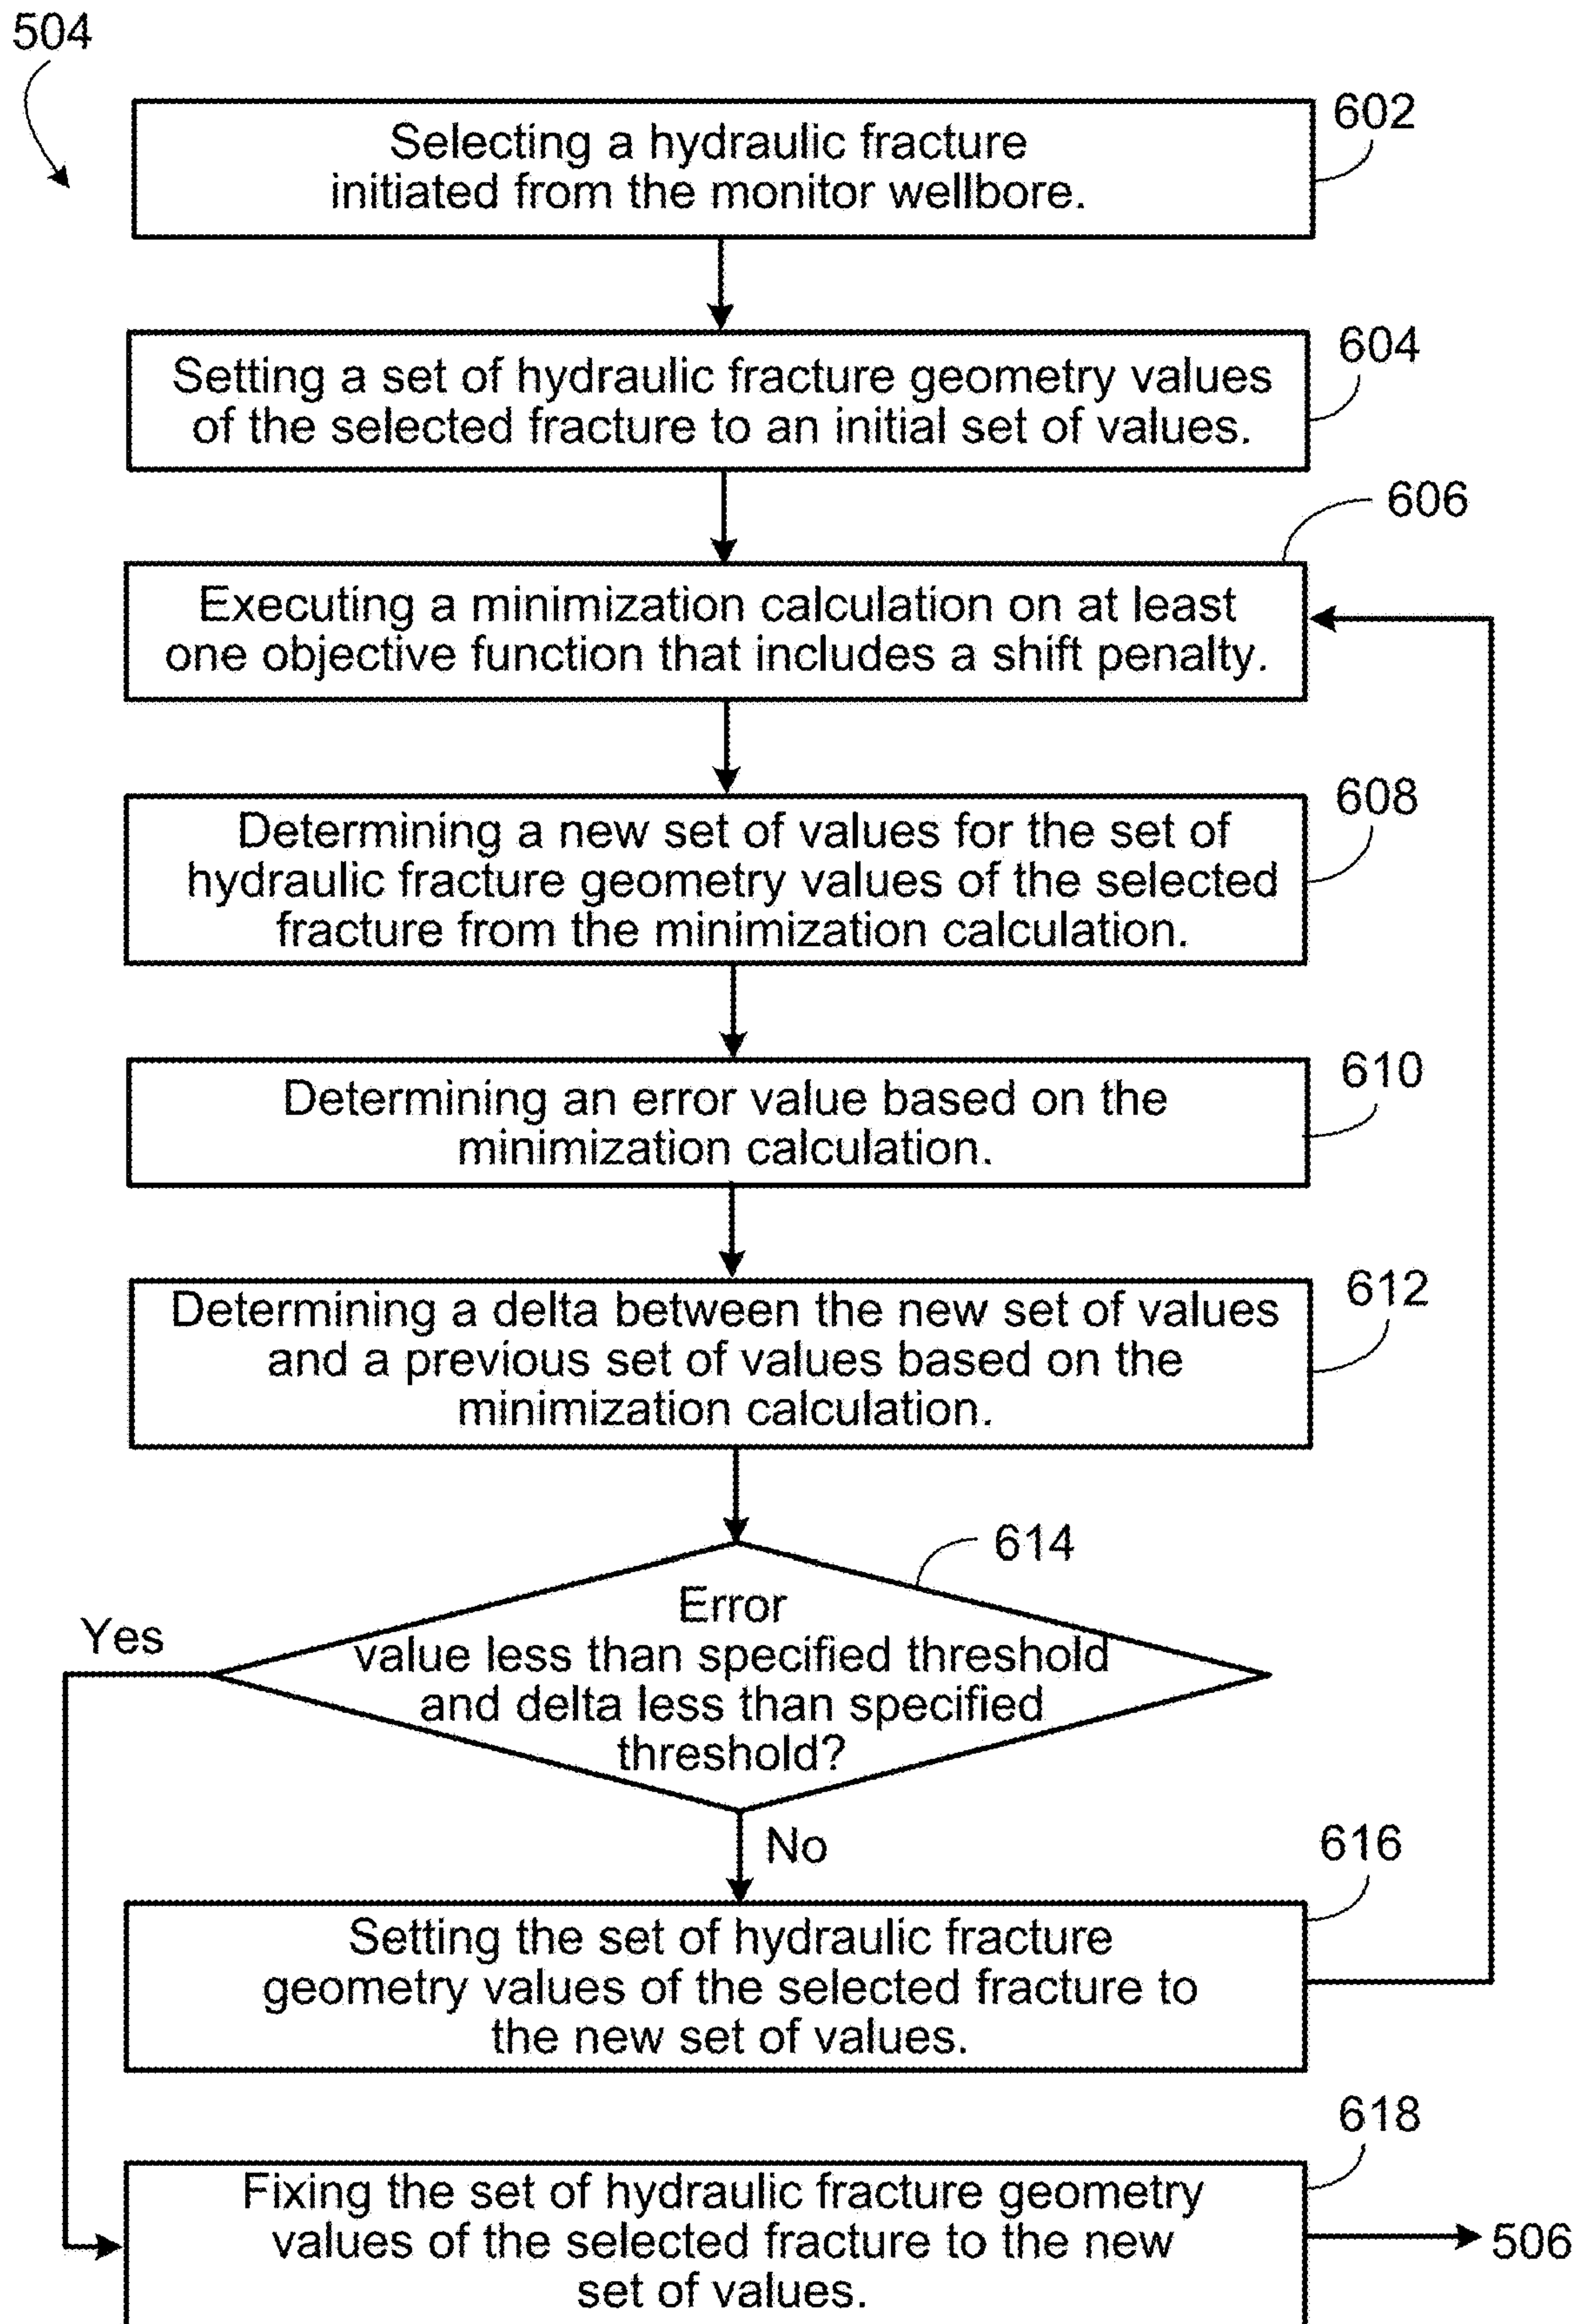 504
602
Selecting a hydraulic fracture
initiated from the monitor wellbore.
604
Setting a set of hydraulic fracture geometry values
of the selected fracture to an initial set of values.
606
Executing a minimization calculation on at least
one objective function that includes a shift penalty.
608
Determining a new set of values for the set of
hydraulic fracture geometry values of the selected
fracture from the minimization calculation.
610
Determining an error value based on the
minimization calculation.
612
Determining a delta between the new set of values
and a previous set of values based on the
minimization calculation.
614
Error
value less than specified threshold
and delta less than specified
threshold?
Yes
No
616
Setting the set of hydraulic fracture
geometry values of the selected fracture to
the new set of values.
618
Fixing the set of hydraulic fracture geometry
values of the selected fracture to the new
set of values.
506